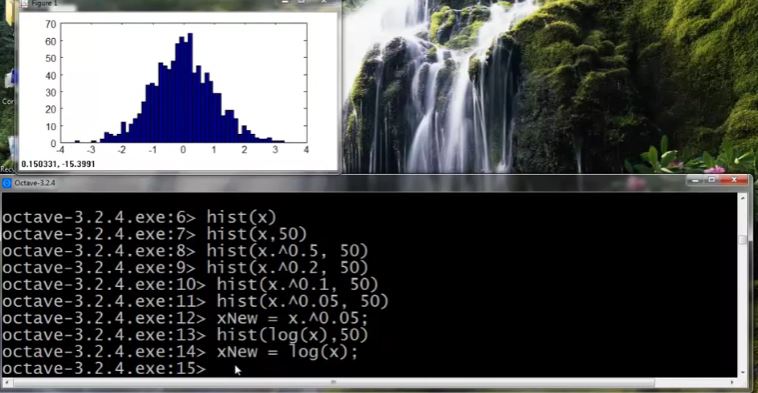 Figure 1
70
60
50
40
30
20
10
0
-4 -3 -2 -1 0 1 2 3 4
0.150331, -15.3991
Octave-3.2.4
octave-3.2.4.exe:6> hist(x)
octave-3.2.4.exe:7> hist(x,50)
octave-3.2.4.exe:8> hist(x.^0.5, 50)
octave-3.2.4.exe:9> hist(x.^0.2, 50)
octave-3.2.4.exe:10> hist(x.^0.1, 50)
octave-3.2.4.exe:11> hist(x.^0.05, 50)
octave-3.2.4.exe:12> xNew = x.^0.05;
octave-3.2.4.exe:13> hist(log(x),50)
octave-3.2.4.exe:14> xNew = log(x);
octave-3.2.4.exe:15>